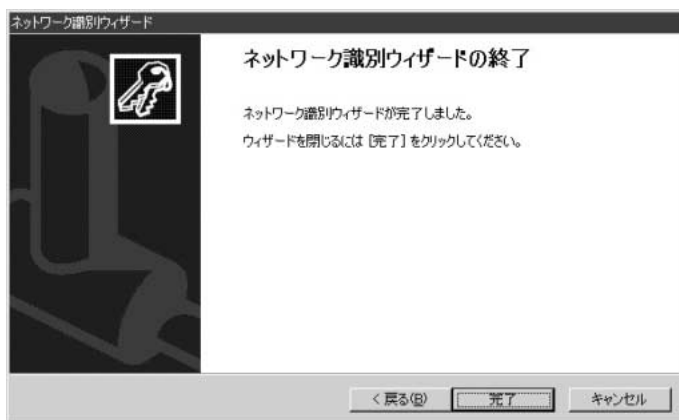 ネットワーク識別ウィザード
ネットワーク識別ウィザードの終了
ネットワーク識別ウィザードが完了しました。
ウィザードを閉じるには [完了] をクリックしてください。
< 戻る(B)
完了
キャンセル